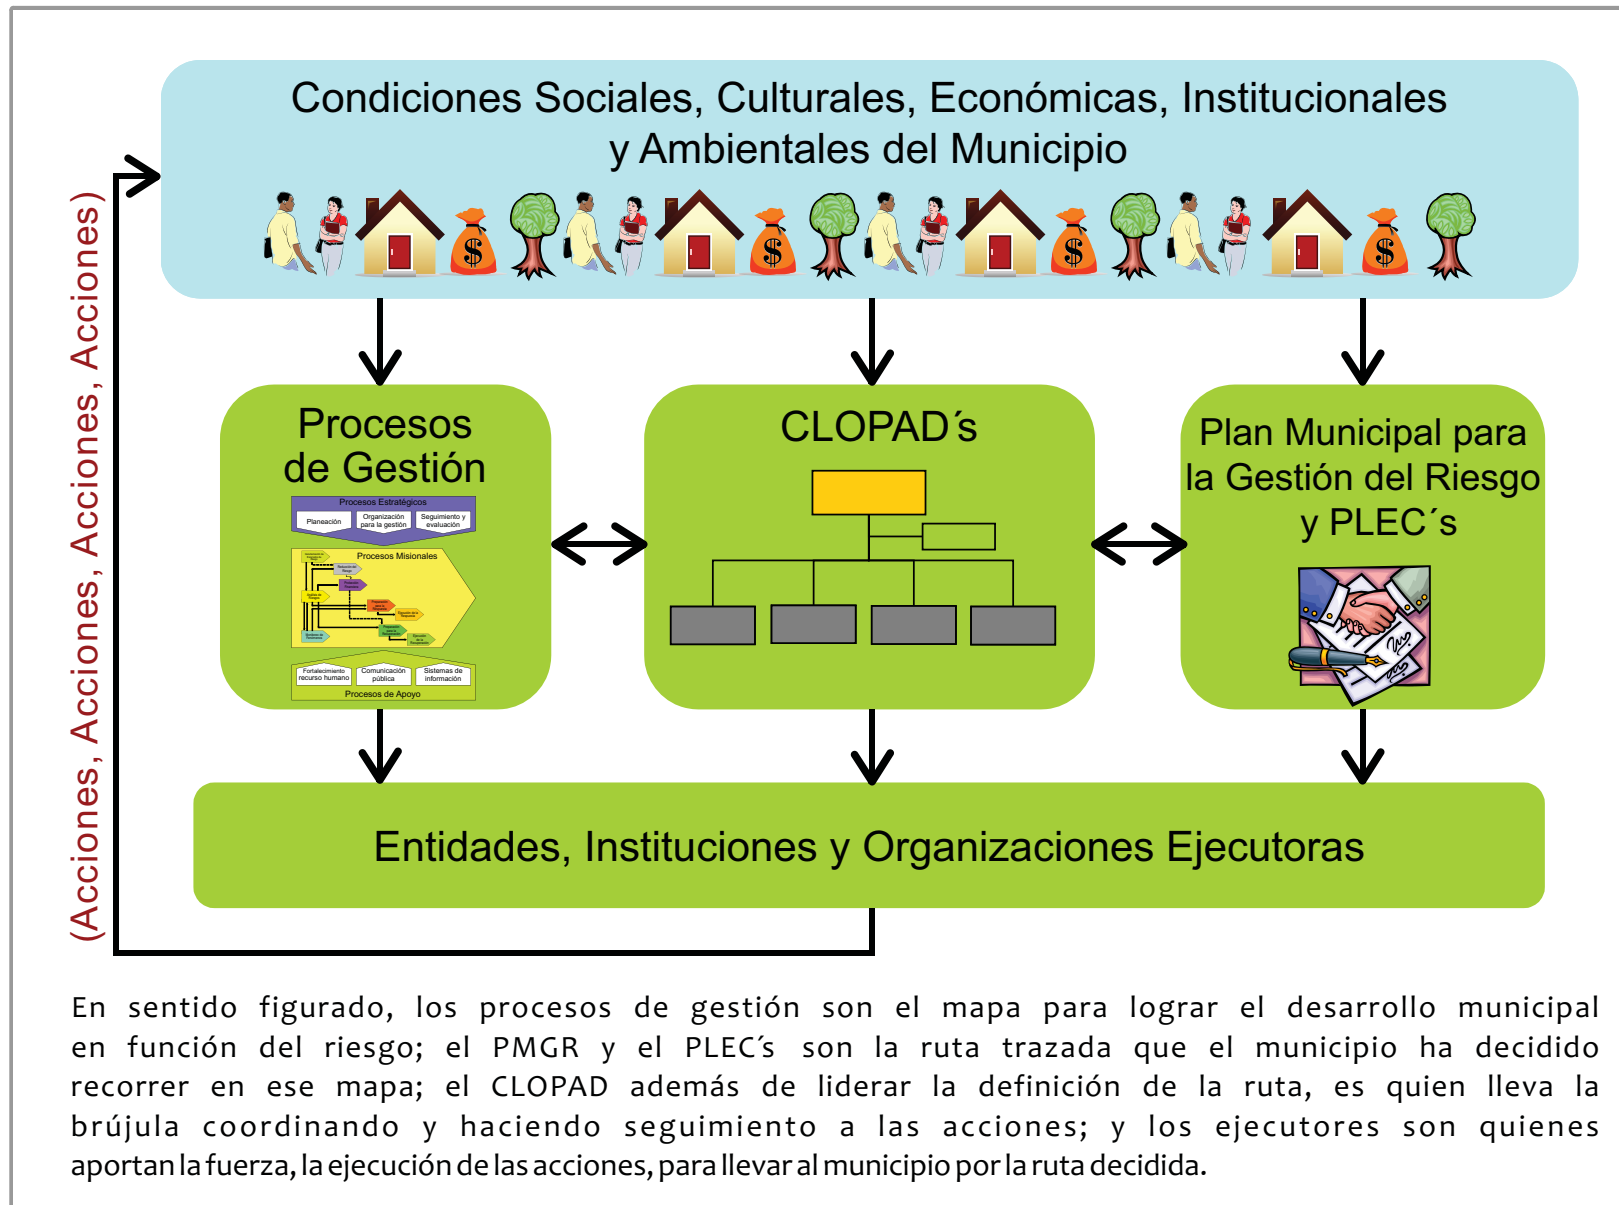 Condiciones Sociales, Culturales, Económicas, Institucionales
y Ambientales del Municipio
(Acciones, Acciones, Acciones, Acciones, Acciones)
$ $ $ $
Procesos
de Gestión
Procesos Estratégicos
Planeación
Organización
para la gestión
Seguimiento y
evaluación
Procesos Misionales
Fortalecimiento
recurso humano
Comunicación
pública
Sistemas de
información
Procesos de Apoyo
CLOPAD´s
Plan Municipal para
la Gestión del Riesgo
y PLEC´s
Entidades, Instituciones y Organizaciones Ejecutoras
En sentido figurado, los procesos de gestión son el mapa para lograr el desarrollo municipal
en función del riesgo; el PMGR y el PLEC´s son la ruta trazada que el municipio ha decidido
recorrer en ese mapa; el CLOPAD además de liderar la definición de la ruta, es quien lleva la
brújula coordinando y haciendo seguimiento a las acciones; y los ejecutores son quienes
aportan la fuerza, la ejecución de las acciones, para llevar al municipio por la ruta decidida.